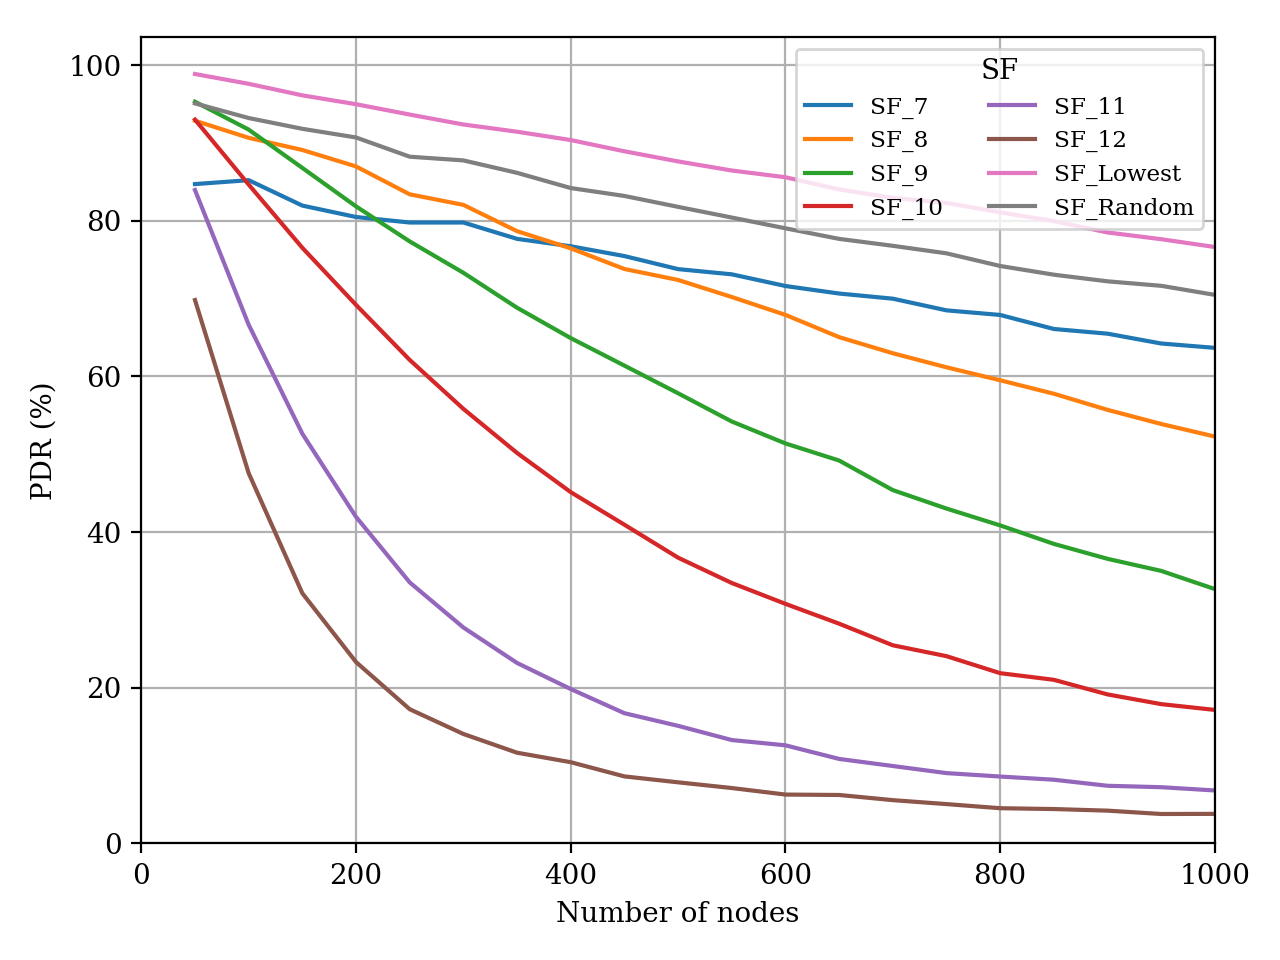 100
80
60
40
20
0
PDR (%)
SF
SF_7
SF_8
SF_9
SF_10
SF_11
SF_12
SF_Lowest
SF_Random
0 200 400 600 800 1000
Number of nodes